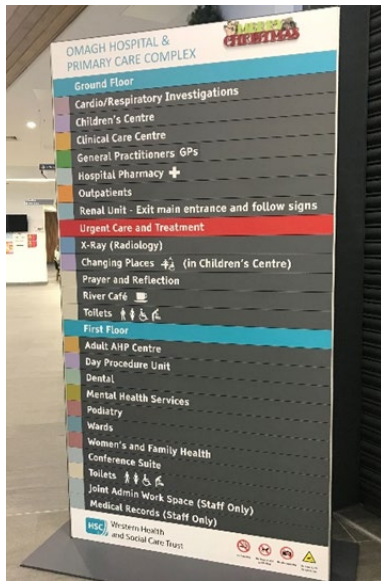 MERRY
CHRISTMAS
OMAGH HOSPITAL &
PRIMARY CARE COMPLEX
Ground Floor
Cardio/Respiratory Investigations
Children's Centre
Clinical Care Centre
General Practitioners GPs
Hospital Pharmacy
Outpatients
Renal Unit - Exit main entrance and follow signs
Urgent Care and Treatment
X-Ray (Radiology)
Changing Places (in Children's Centre)
Prayer and Reflection
River Café
Toilets
First Floor
Adult AHP Centre
Day Procedure Unit
Dental
Mental Health Services
Podiatry
Wards
Women's and Family Health
Conference Suite
Toilets
Joint Admin Work Space (Staff Only)
Medical Records (Staff Only)
HSC Western Health
and Social Care Trust